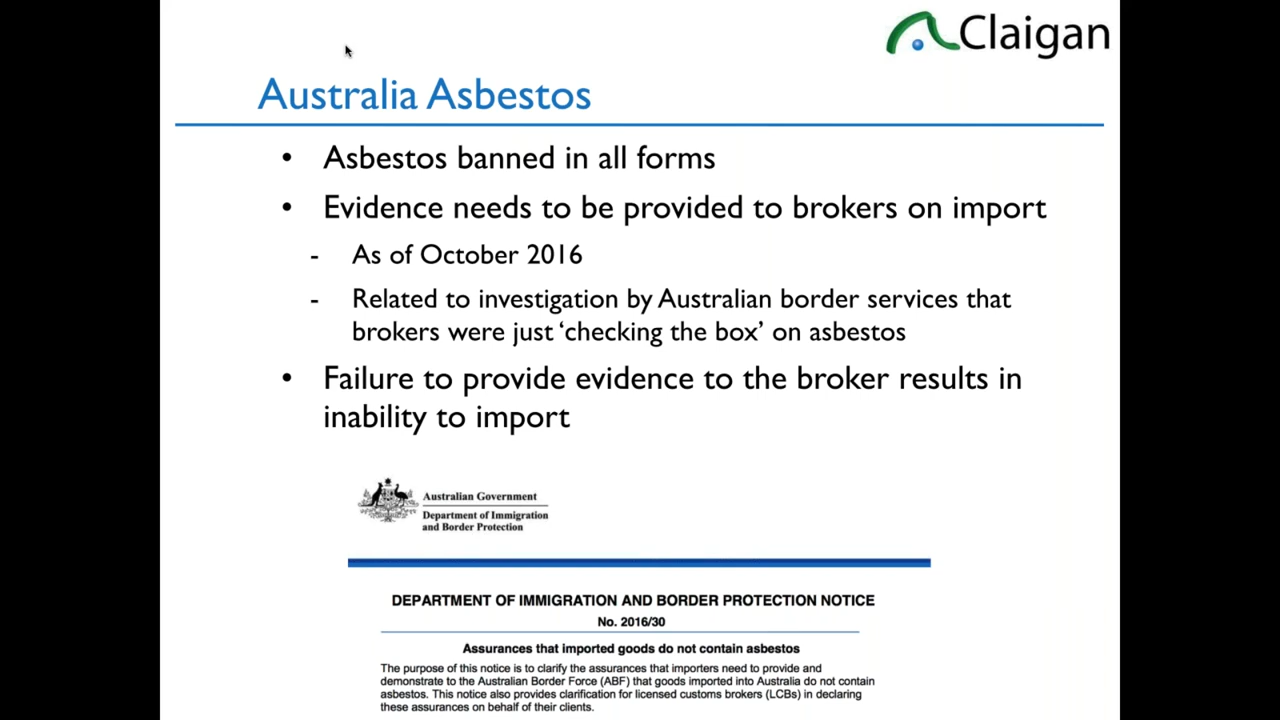 Claigan
Australia Asbestos
• Asbestos banned in all forms
• Evidence needs to be provided to brokers on import
- As of October 2016
- Related to investigation by Australian border services that
brokers were just ‘checking the box’ on asbestos
• Failure to provide evidence to the broker results in
inability to import
Australian Government
Department of Immigration
and Border Protection
DEPARTMENT OF IMMIGRATION AND BORDER PROTECTION NOTICE
No. 2016/30
Assurances that imported goods do not contain asbestos
The purpose of this notice is to clarify the assurances that importers need to provide and
demonstrate to the Australian Border Force (ABF) that goods imported into Australia do not contain
asbestos. This notice also provides clarification for licensed customs brokers (LCBs) in declaring
these assurances on behalf of their clients.